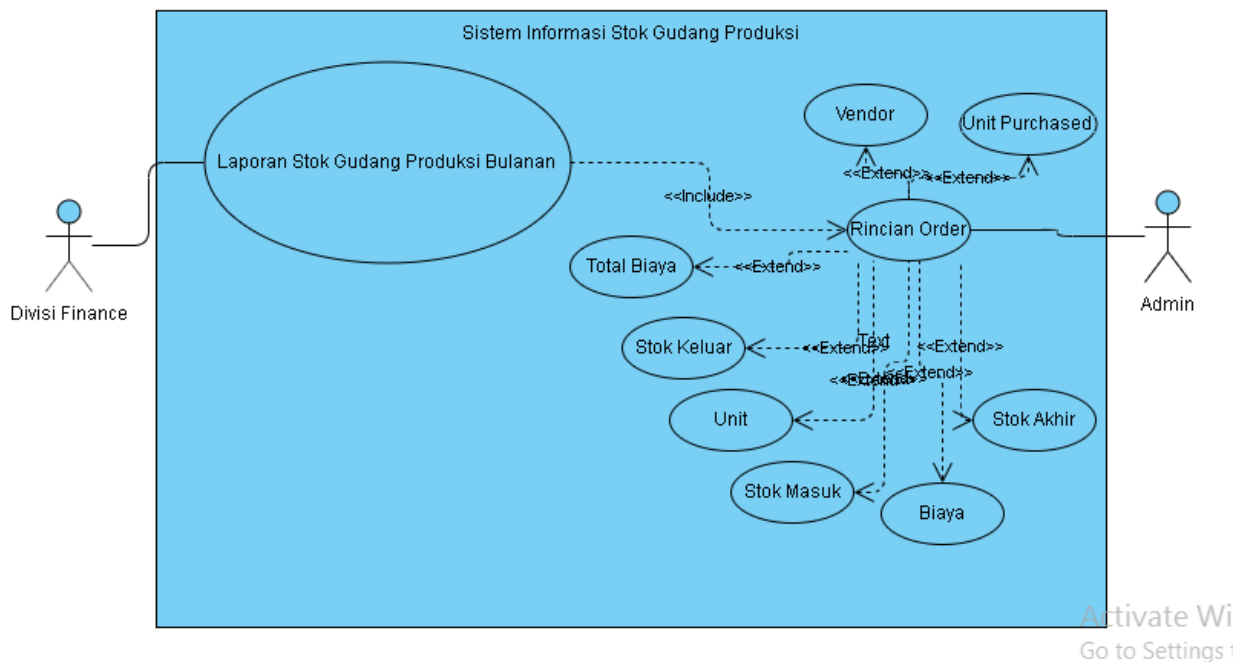 Sistem Informasi Stok Gudang Produksi
Vendor
Unit Purchased
<<Extend>>
<<Extend>>
Laporan Stok Gudang Produksi Bulanan
<<Include>>
Rincian Order
Total Biaya
<<Extend>>
Divisi Finance
Admin
Stok Keluar
<<Extend>>
Text
<<Extend>>
<<Extend>>
<<Extend>>
Unit
Stok Akhir
Stok Masuk
Biaya
Activate Wi
Go to Settings t